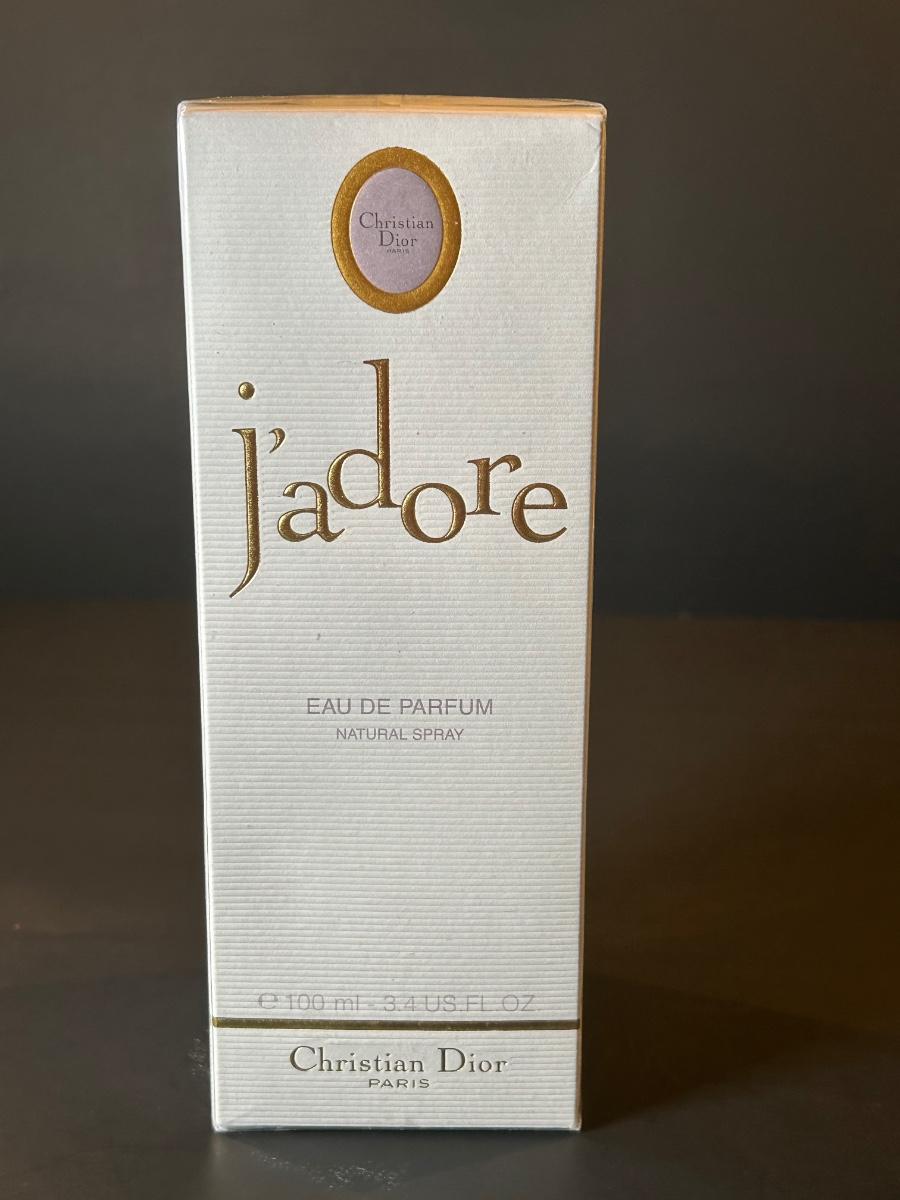 Christian
Dior
PARIS
j'adore
EAU DE PARFUM
NATURAL SPRAY
℮ 100 ml - 3.4 US.FL.OZ.
Christian Dior
PARIS